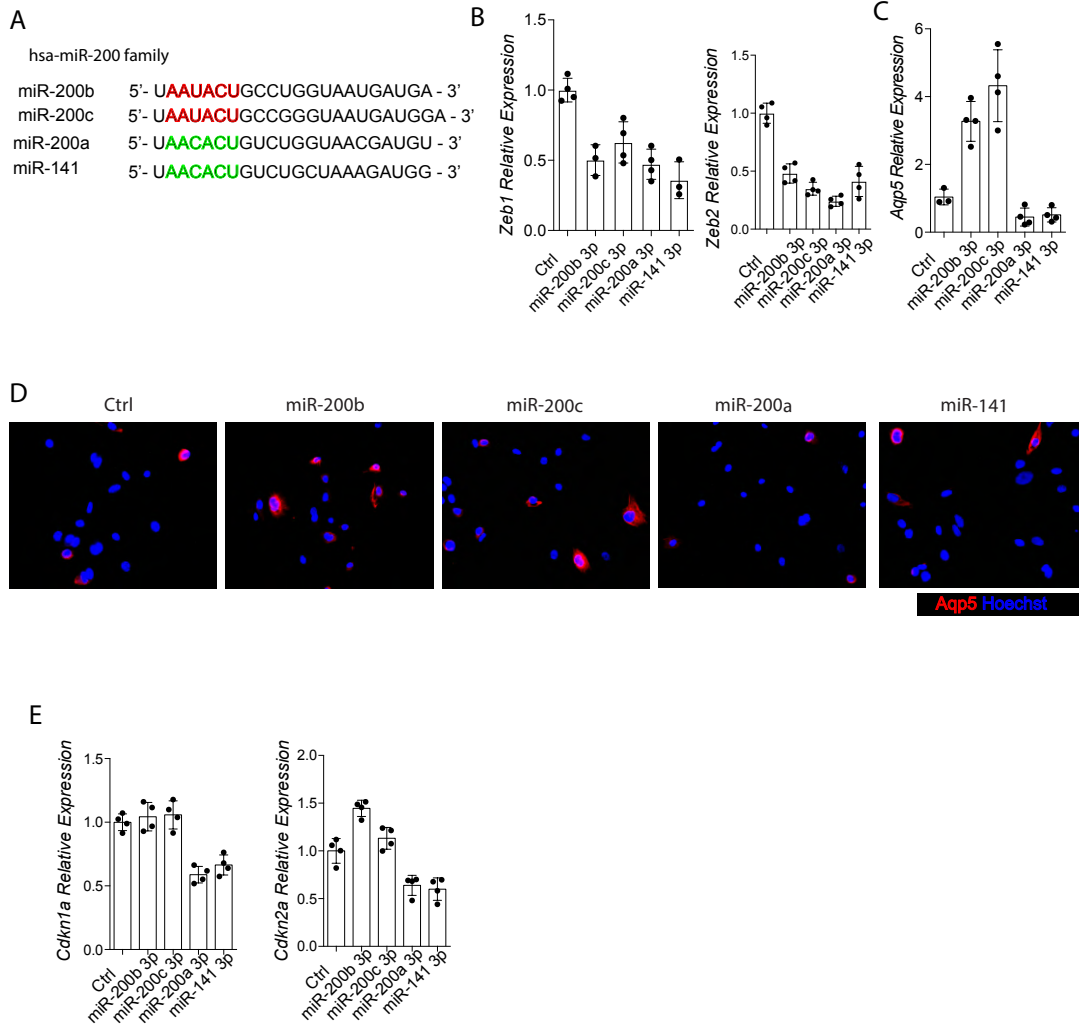 A
hsa-miR-200 family
miR-200b 5'- UAAUACUGCCUGGUAAUGAUGA - 3'
miR-200c 5'- UAAUACUGCCGGGUAAUGAUGGA - 3'
miR-200a 5'- UAACACUGUCUGGUAACGAUGU - 3'
miR-141 5'- UAACACUGUCUGCUAAAGAUGG - 3'
B
Zeb1 Relative Expression
1.5
1.0
0.5
0.0
Ctrl
miR-200b 3p
miR-200c 3p
miR-200a 3p
miR-141 3p
Zeb2 Relative Expression
1.5
1.0
0.5
0.0
Ctrl
miR-200b 3p
miR-200c 3p
miR-200a 3p
miR-141 3p
C
Aqp5 Relative Expression
6
4
2
0
Ctrl
miR-200b 3p
miR-200c 3p
miR-200a 3p
miR-141 3p
D
Ctrl
miR-200b
miR-200c
miR-200a
miR-141
Aqp5 Hoechst
E
Cdkn1a Relative Expression
1.5
1.0
0.5
0.0
Ctrl
miR-200b 3p
miR-200c 3p
miR-200a 3p
miR-141 3p
Cdkn2a Relative Expression
2.0
1.5
1.0
0.5
0.0
Ctrl
miR-200b 3p
miR-200c 3p
miR-200a 3p
miR-141 3p